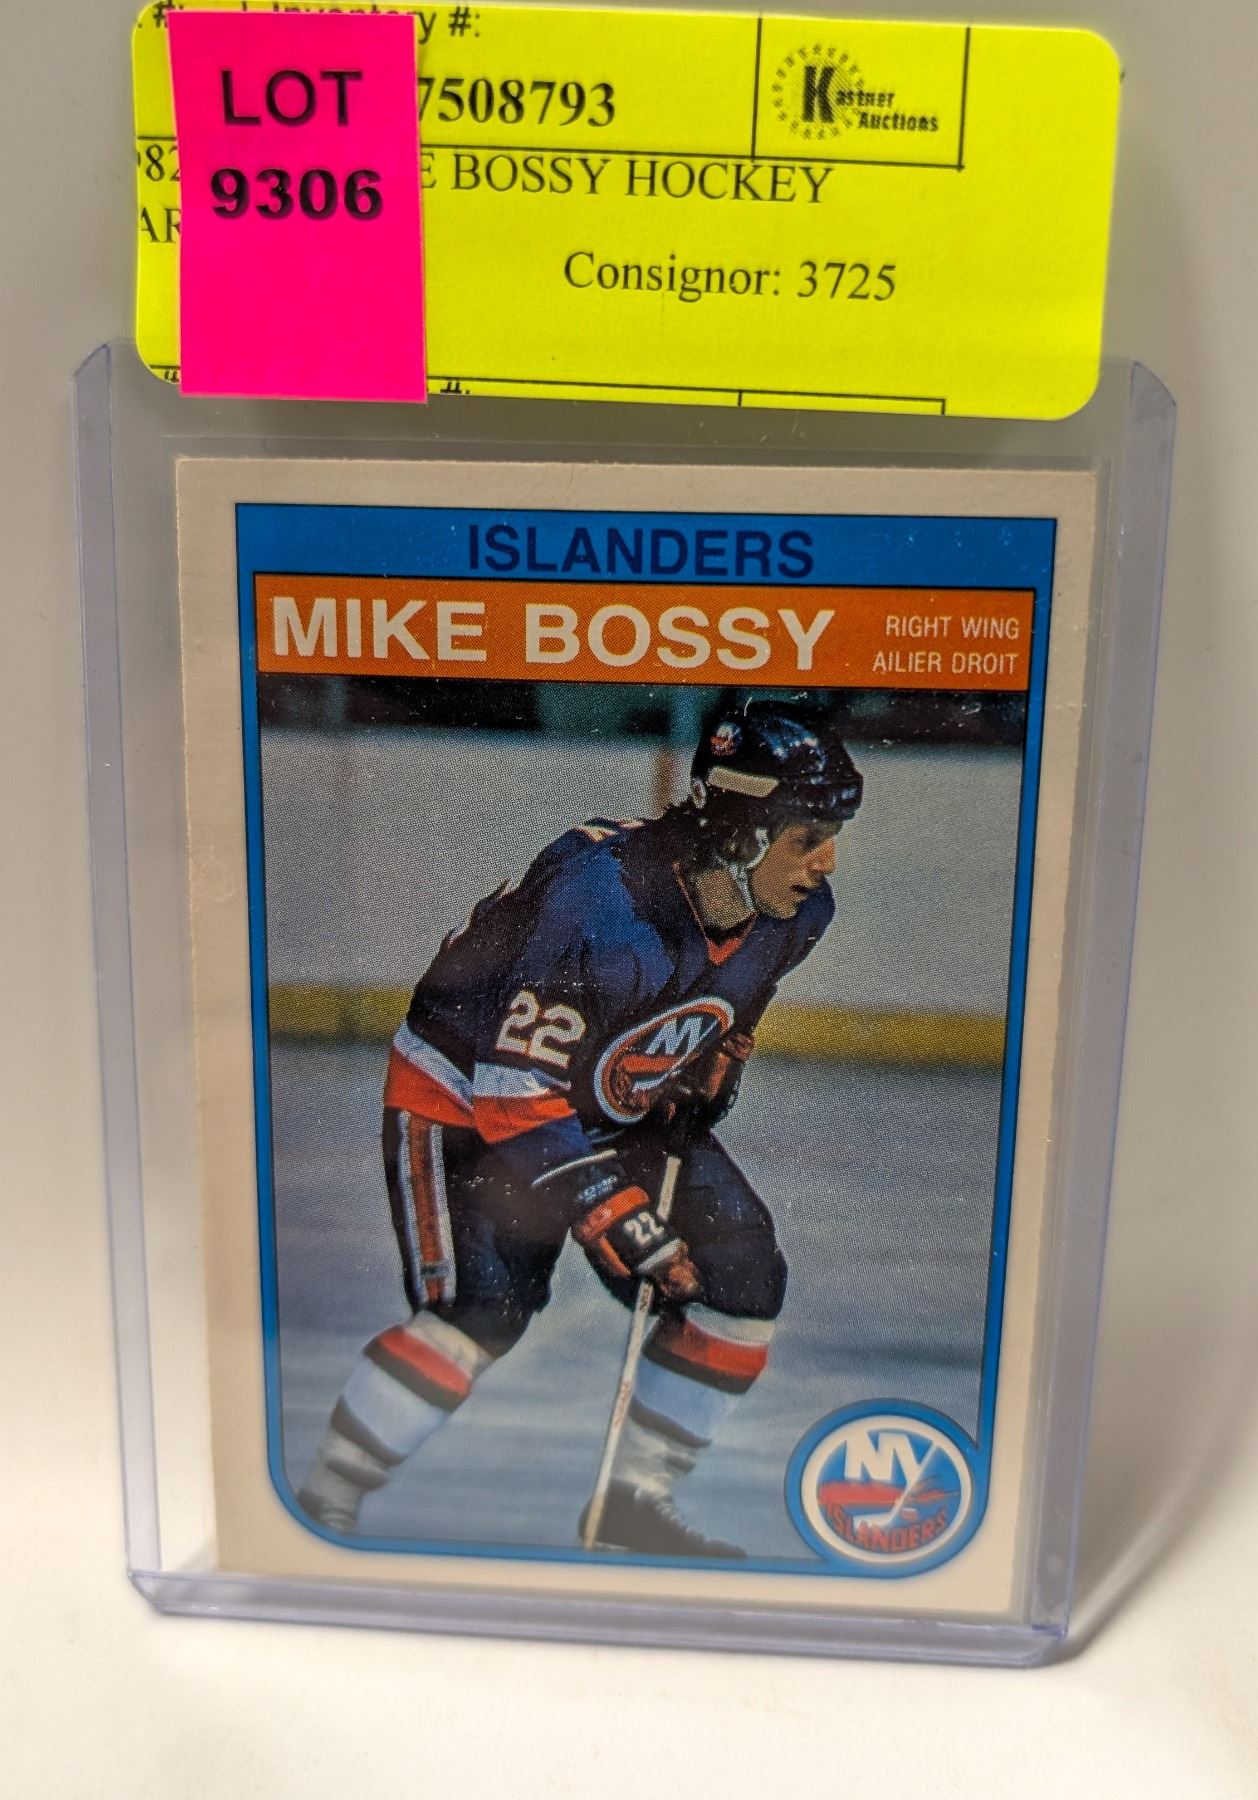 Inventory #:
LOT
9306
7508793
Kastner
Auctions
BOSSY HOCKEY
Consignor: 3725
ISLANDERS
MIKE BOSSY
RIGHT WING
AILIER DROIT
22
NY
22
NY
ISLANDERS